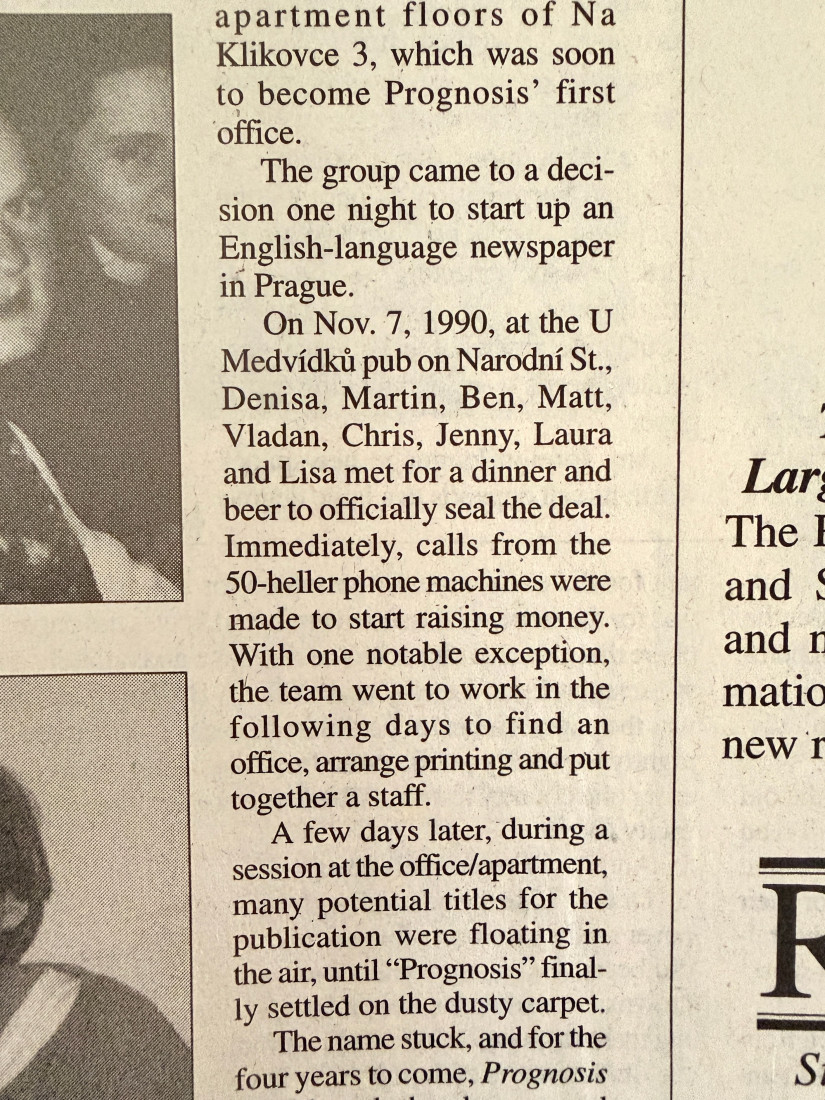 apartment floors of Na
Klikovce 3, which was soon
to become Prognosis' first
office.
The group came to a deci-
sion one night to start up an
English-language newspaper
in Prague.
On Nov. 7, 1990, at the U
Medvídků pub on Narodní St.,
Denisa, Martin, Ben, Matt,
Vladan, Chris, Jenny, Laura
and Lisa met for a dinner and
beer to officially seal the deal.
Immediately, calls from the
50-heller phone machines were
made to start raising money.
With one notable exception,
the team went to work in the
following days to find an
office, arrange printing and put
together a staff.
A few days later, during a
session at the office/apartment,
many potential titles for the
publication were floating in
the air, until “Prognosis” final-
ly settled on the dusty carpet.
The name stuck, and for the
four years to come, Prognosis
The
and
and
new